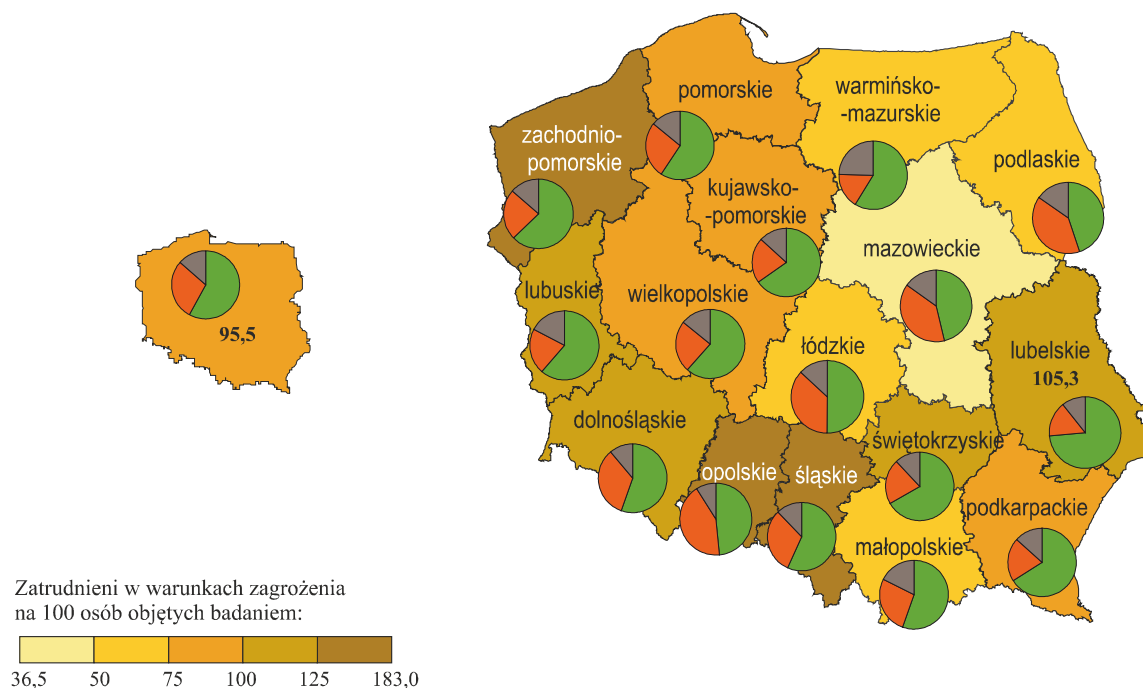 pomorskie
warmińsko-
-mazurskie
zachodnio-
pomorskie
podlaskie
kujawsko-
-pomorskie
mazowieckie
lubuskie
wielkopolskie
95,5
łódzkie
lubelskie
105,3
dolnośląskie
świętokrzyskie
opolskie
śląskie
podkarpackie
małopolskie
Zatrudnieni w warunkach zagrożenia
na 100 osób objętych badaniem:
36,5 50 75 100 125 183,0